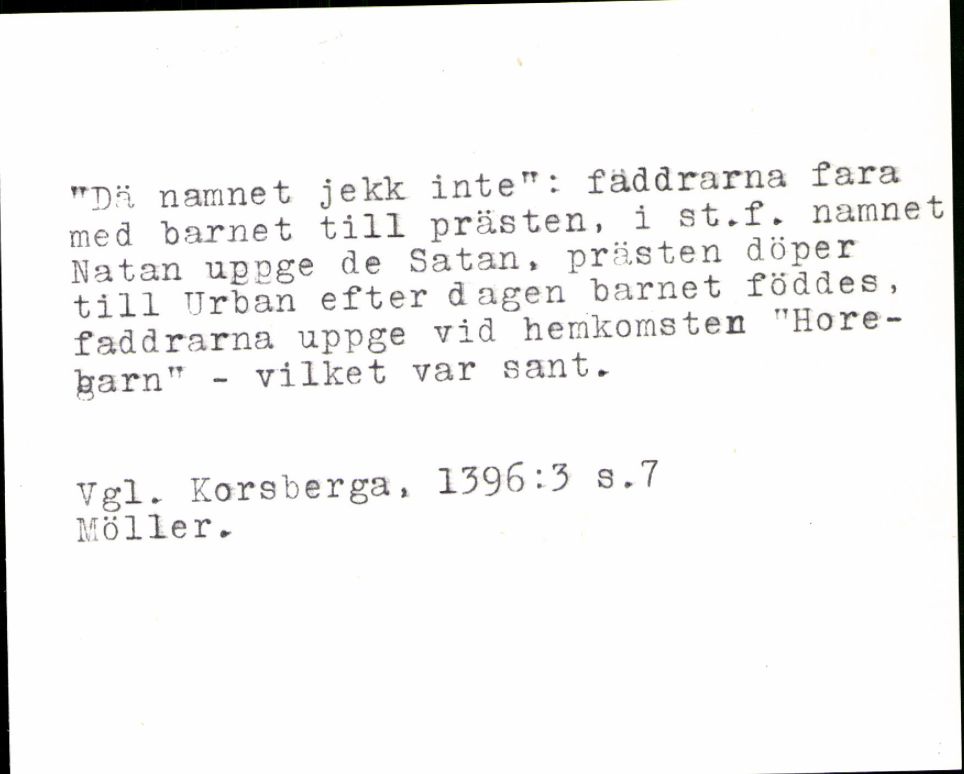 "Dä namnet jekk inte": fäddrarna fara
med barnet till prästen, i st.f. namnet
Natan uppge de Satan, prästen döper
till Urban efter dagen barnet föddes,
faddrarna uppge vid hemkomsten "Hore-
barn" - vilket var sant.
Vgl. Korsberga, 1396:3 s.7
Möller.